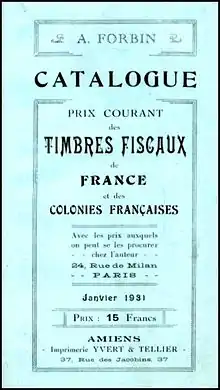 A. FORBIN
CATALOGUE
PRIX COURANT
des
TIMBRES FISCAUX
de
FRANCE
et des
COLONIES FRANÇAISES
Avec les prix auxquels
on peut se les procurer
- - chez l'auteur - -
24, Rue de Milan
- - PARIS - -
Janvier 1931
PRIX : 15 Francs
AMIENS
- Imprimerie YVERT & TELLIER -
37, Rue des Jacobins, 37